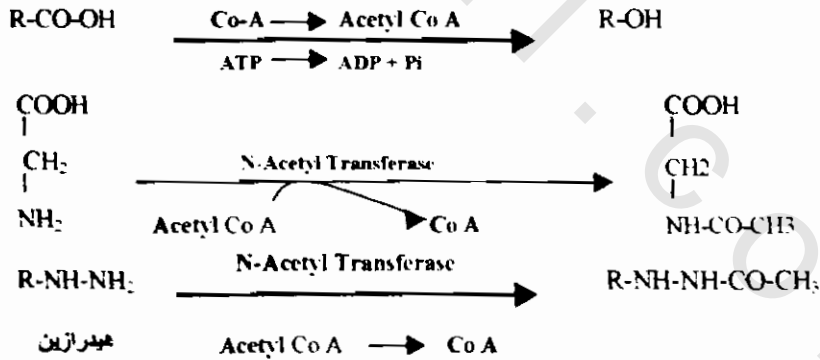 R-CO-OH Co-A → Acetyl Co A R-OH
ATP → ADP + Pi
COOH COOH
CH₂ N-Acetyl Transferase CH2
NH₂ Acetyl Co A Co A NH-CO-CH3
R-NH-NH₂ N-Acetyl Transferase R-NH-NH-CO-CH₃
هيدرازين Acetyl Co A → Co A